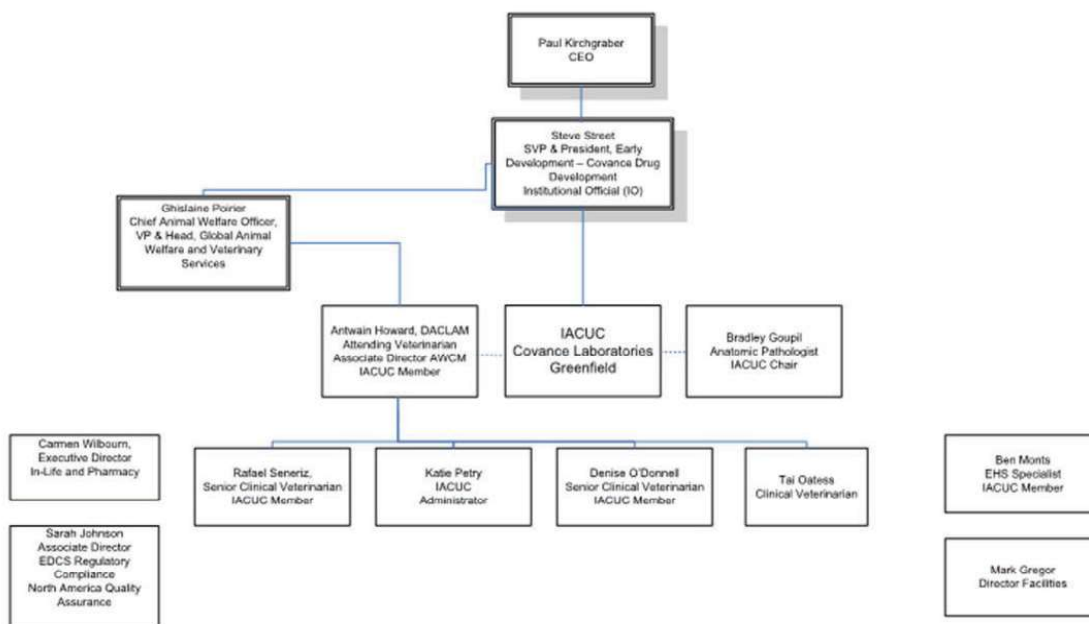 Paul Kirchgraber
CEO
Steve Street
SVP & President, Early
Development – Covance Drug
Development
Institutional Official (IO)
Ghislaine Poirier
Chief Animal Welfare Officer,
VP & Head, Global Animal
Welfare and Veterinary
Services
Antwain Howard, DACLAM
Attending Veterinarian
Associate Director AWCM
IACUC Member
IACUC
Covance Laboratories
Greenfield
Bradley Goupil
Anatomic Pathologist
IACUC Chair
Carmen Wilbourn,
Executive Director
In-Life and Pharmacy
Rafael Seneriz,
Senior Clinical Veterinarian
IACUC Member
Katie Petry
IACUC
Administrator
Denise O'Donnell
Senior Clinical Veterinarian
IACUC Member
Tai Oatess
Clinical Veterinarian
Ben Monts
EHS Specialist
IACUC Member
Sarah Johnson
Associate Director
EDCS Regulatory
Compliance
North America Quality
Assurance
Mark Gregor
Director Facilities